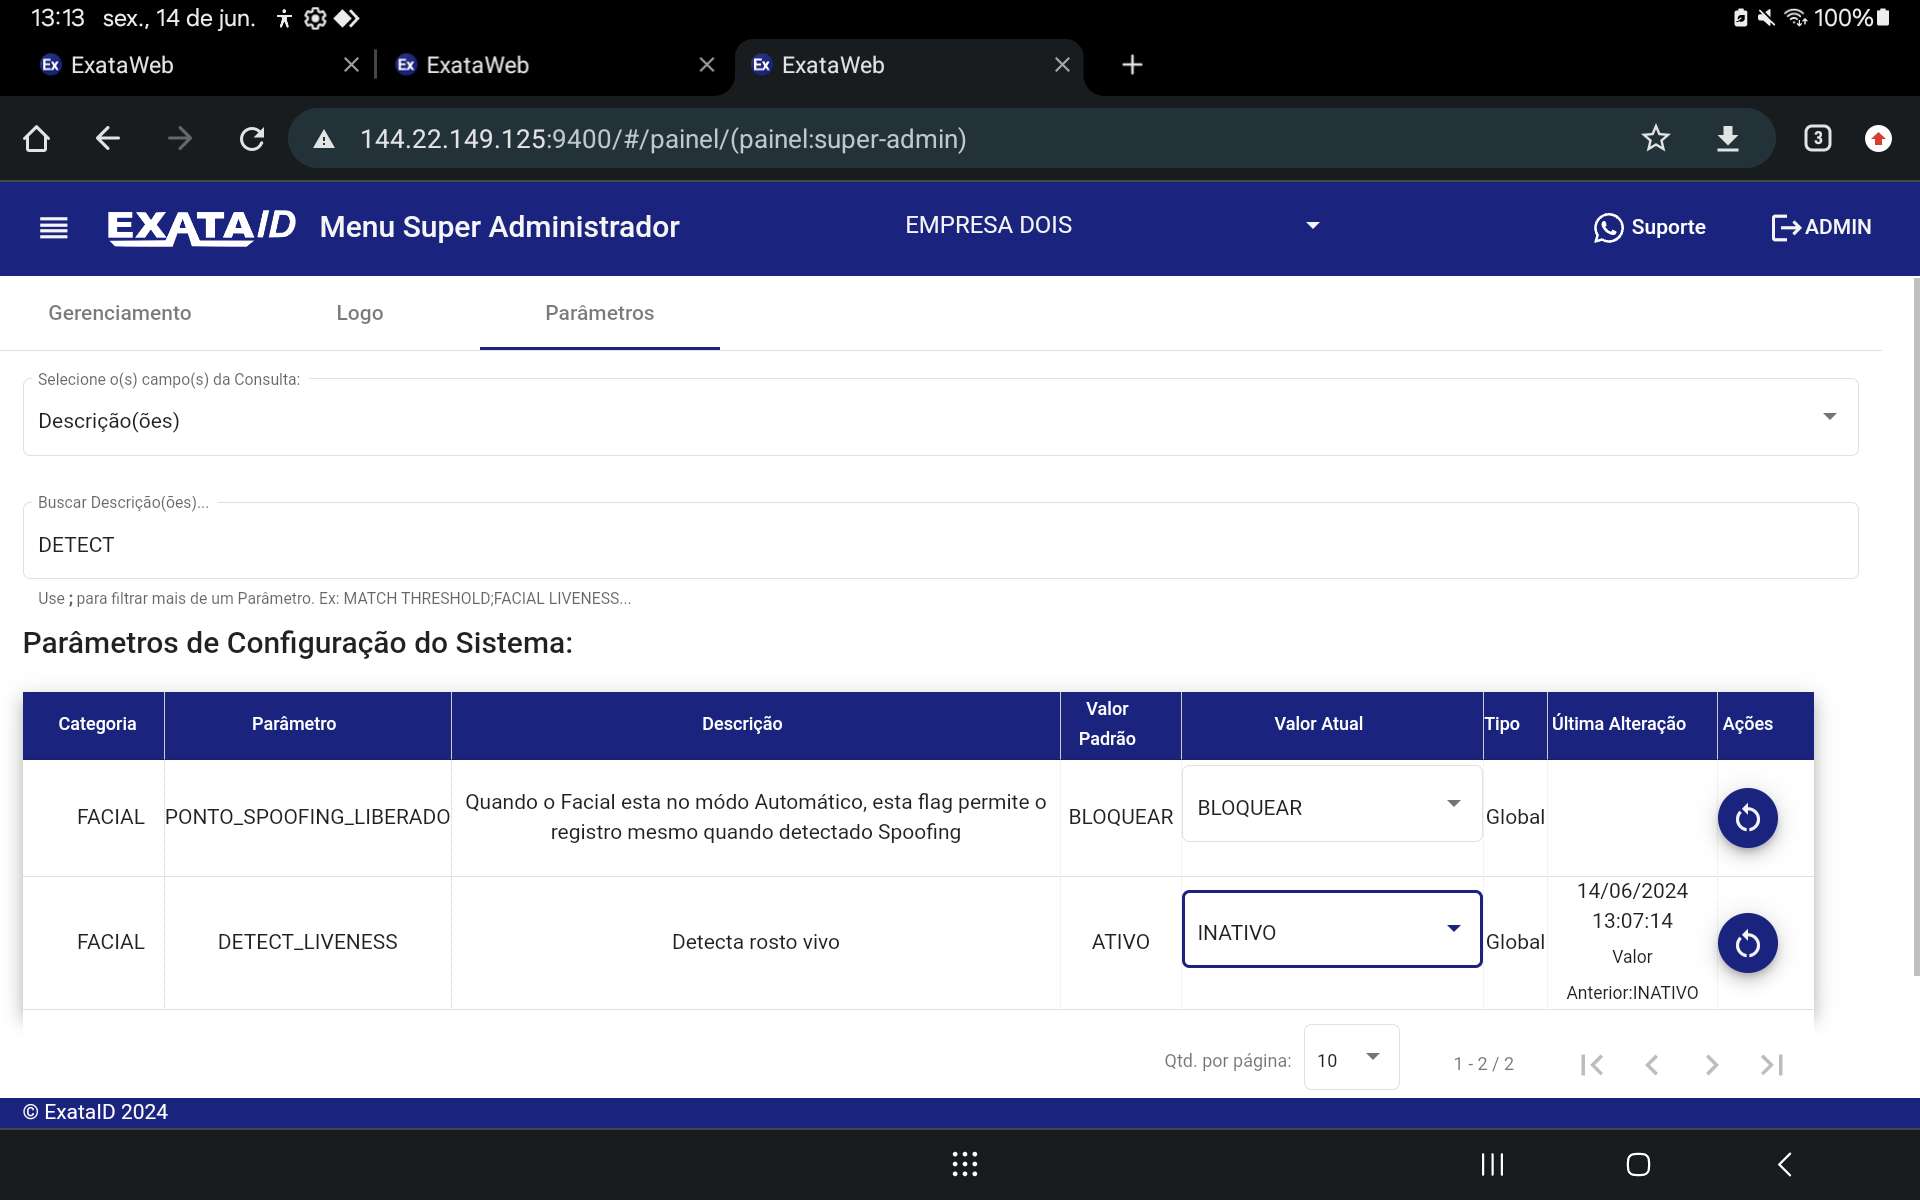 13:13 sex., 14 de jun. 100%
Ex ExataWeb Ex ExataWeb Ex ExataWeb
144.22.149.125:9400/#/painel/(painel:super-admin) 3
EXATAID Menu Super Administrador EMPRESA DOIS Suporte ADMIN
Gerenciamento Logo Parâmetros
Selecione o(s) campo(s) da Consulta:
Descrição(ões)
Buscar Descrição(ões)...
DETECT
Use ; para filtrar mais de um Parâmetro. Ex: MATCH THRESHOLD;FACIAL LIVENESS...
Parâmetros de Configuração do Sistema:
Categoria Parâmetro Descrição Valor Padrão Valor Atual Tipo Última Alteração Ações
FACIAL PONTO_SPOOFING_LIBERADO Quando o Facial esta no módo Automático, esta flag permite o
registro mesmo quando detectado Spoofing BLOQUEAR BLOQUEAR Global
FACIAL DETECT_LIVENESS Detecta rosto vivo ATIVO INATIVO Global 14/06/2024
13:07:14
Valor
Anterior:INATIVO
Qtd. por página: 10 1 - 2 / 2
© ExataID 2024